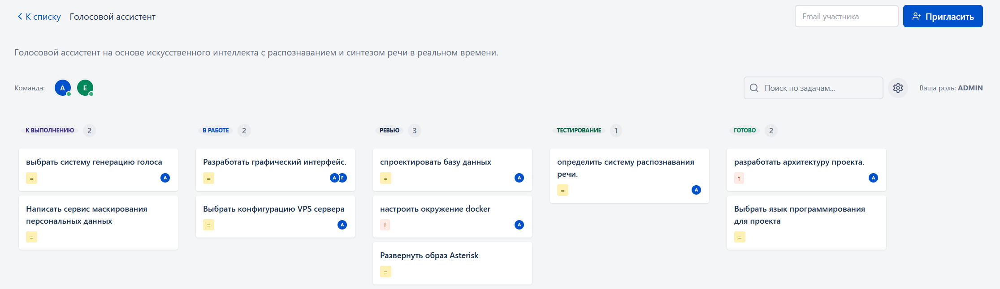 К списку Голосовой ассистент Email участника Пригласить
Голосовой ассистент на основе искусственного интеллекта с распознаванием и синтезом речи в реальном времени.
Команда: A E Поиск по задачам... Ваша роль: ADMIN
К ВЫПОЛНЕНИЮ 2
выбрать систему генерацию голоса
= A
Написать сервис маскирования
персональных данных
=
В РАБОТЕ 2
Разработать графический интерфейс.
= A E
Выбрать конфигурацию VPS сервера
= A
РЕВЬЮ 3
спроектировать базу данных
= A
настроить окружение docker
↑ A
Развернуть образ Asterisk
=
ТЕСТИРОВАНИЕ 1
определить систему распознавания
речи.
= A
ГОТОВО 2
разработать архитектуру проекта.
↑ A
Выбрать язык программирования
для проекта
=